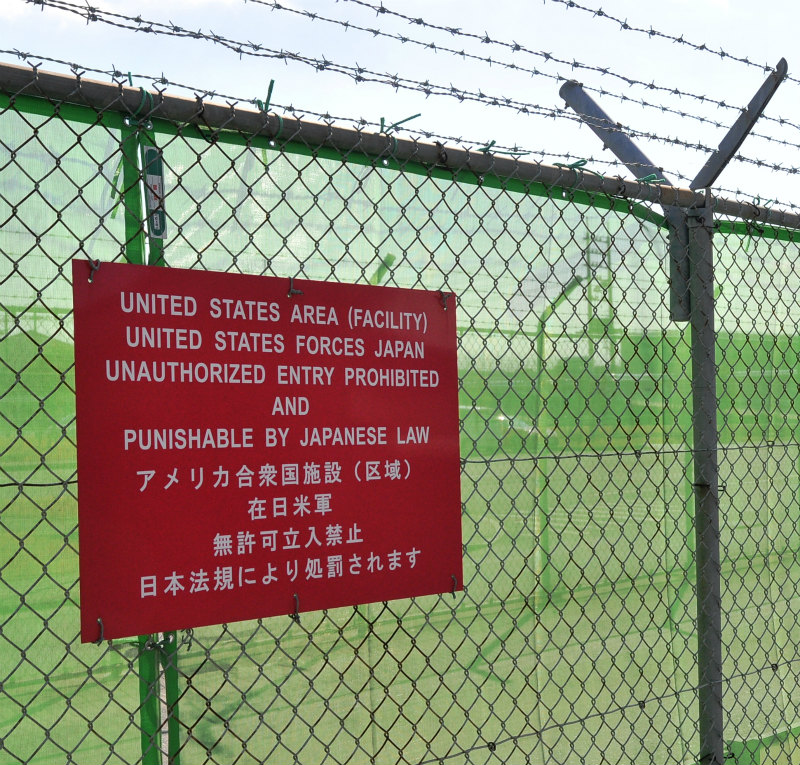 UNITED STATES AREA (FACILITY)
UNITED STATES FORCES JAPAN
UNAUTHORIZED ENTRY PROHIBITED
AND
PUNISHABLE BY JAPANESE LAW
アメリカ合衆国施設（区域）
在日米軍
無許可立入禁止
日本法規により処罰されます